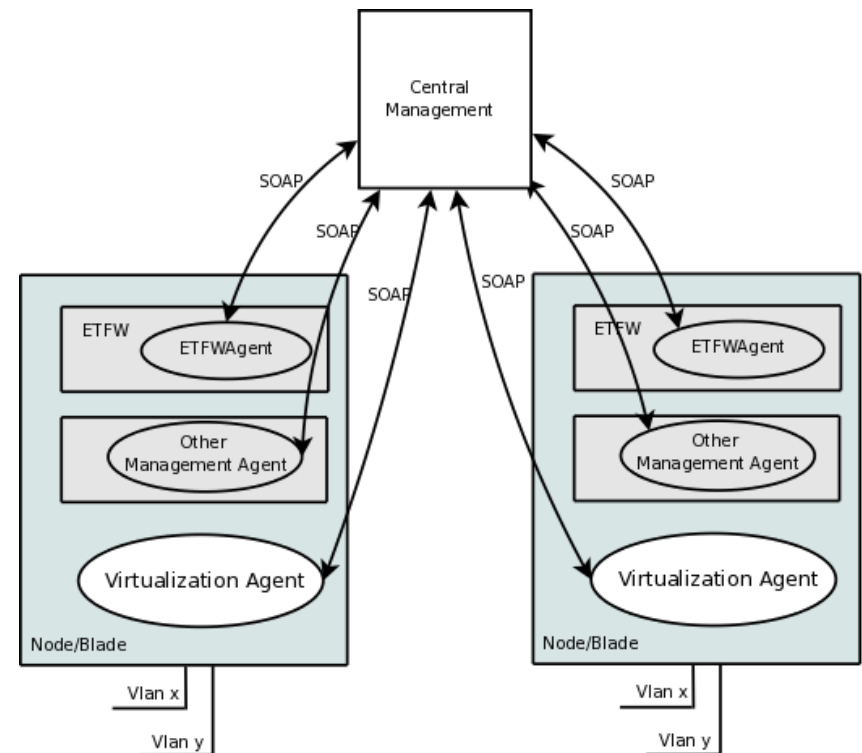 Central
Management
SOAP
SOAP
SOAP
SOAP
SOAP
SOAP
ETFW
ETFWAgent
Other
Management Agent
Virtualization Agent
Node/Blade
Vlan x
Vlan y
ETFW
ETFWAgent
Other
Management Agent
Virtualization Agent
Node/Blade
Vlan x
Vlan y